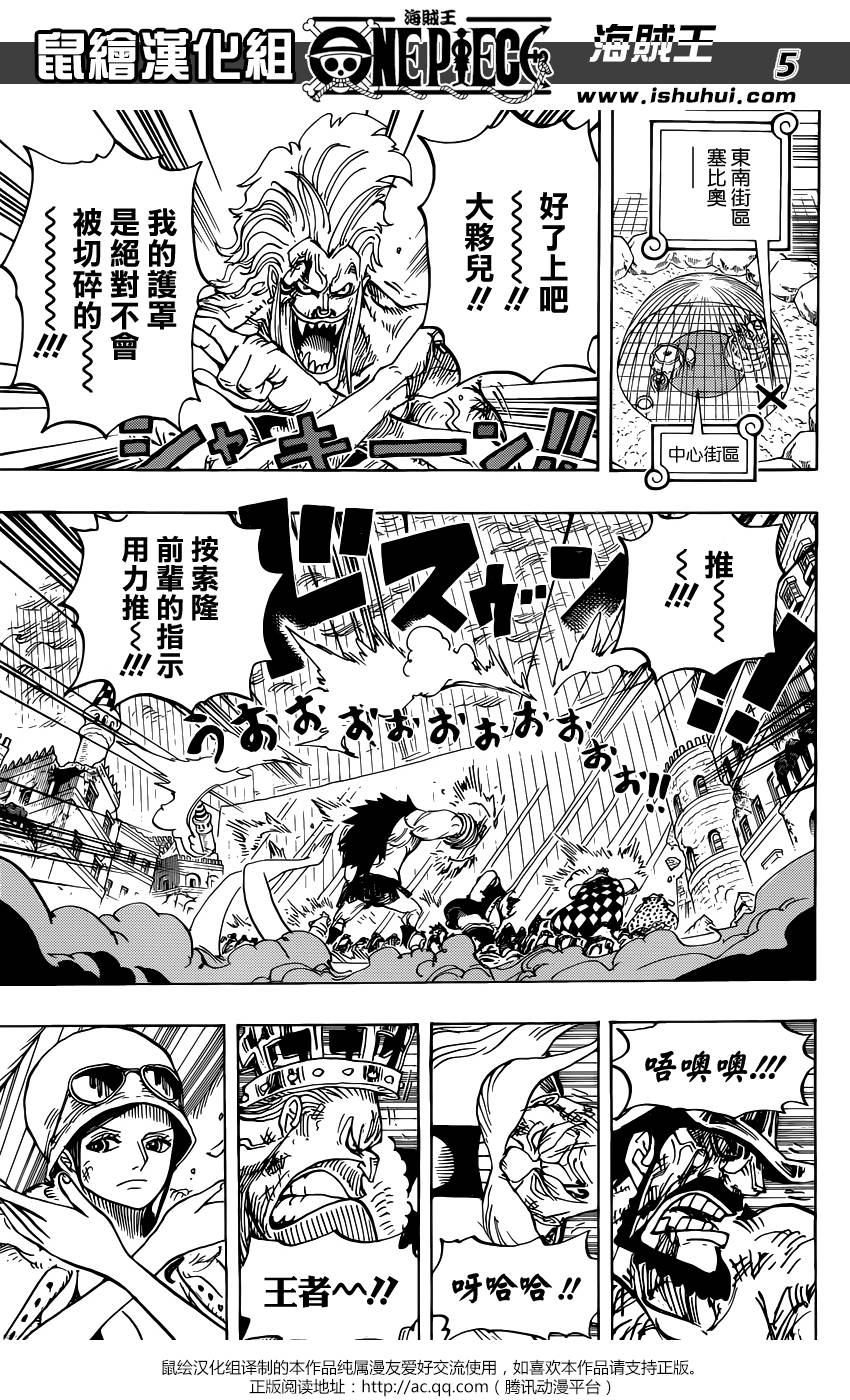 鼠繪漢化組
海賊王
ONE PIECE
海賊王
5
www.ishuhui.com
東南街區
塞比奧
——
中心街區
好了上吧
～～～!!
大夥兒!!
我的護罩
是絕對不會
被切碎的
～～～!!!
シャキーン!!
推
～～!!!
ドズゥゥン!!
按索隆
前輩的指示
用力推～!!!
うおおおおおおおおおお!!
唔噢噢!!!
呀哈哈!!
王者^^!!
鼠绘汉化组译制的本作品纯属漫友爱好交流使用，如喜欢本作品请支持正版。
正版阅读地址：http://ac.qq.com（腾讯动漫平台）